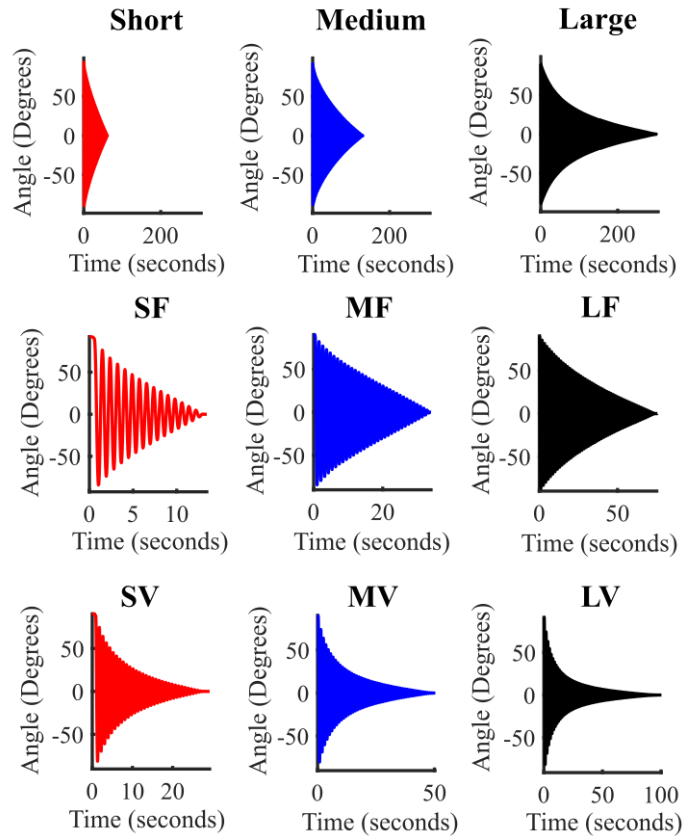 Short Medium Large
Angle (Degrees) 50 0 -50 Angle (Degrees) 50 0 -50 Angle (Degrees) 50 0 -50
0 200 0 200 0 200
Time (seconds) Time (seconds) Time (seconds)
SF MF LF
Angle (Degrees) 50 0 -50 Angle (Degrees) 50 0 -50 Angle (Degrees) 50 0 -50
0 10 0 20 0 50
Time (seconds) Time (seconds) Time (seconds)
SV MV LV
Angle (Degrees) 50 0 -50 Angle (Degrees) 50 0 -50 Angle (Degrees) 50 0 -50
0 10 20 0 50 0 50 100
Time (seconds) Time (seconds) Time (seconds)